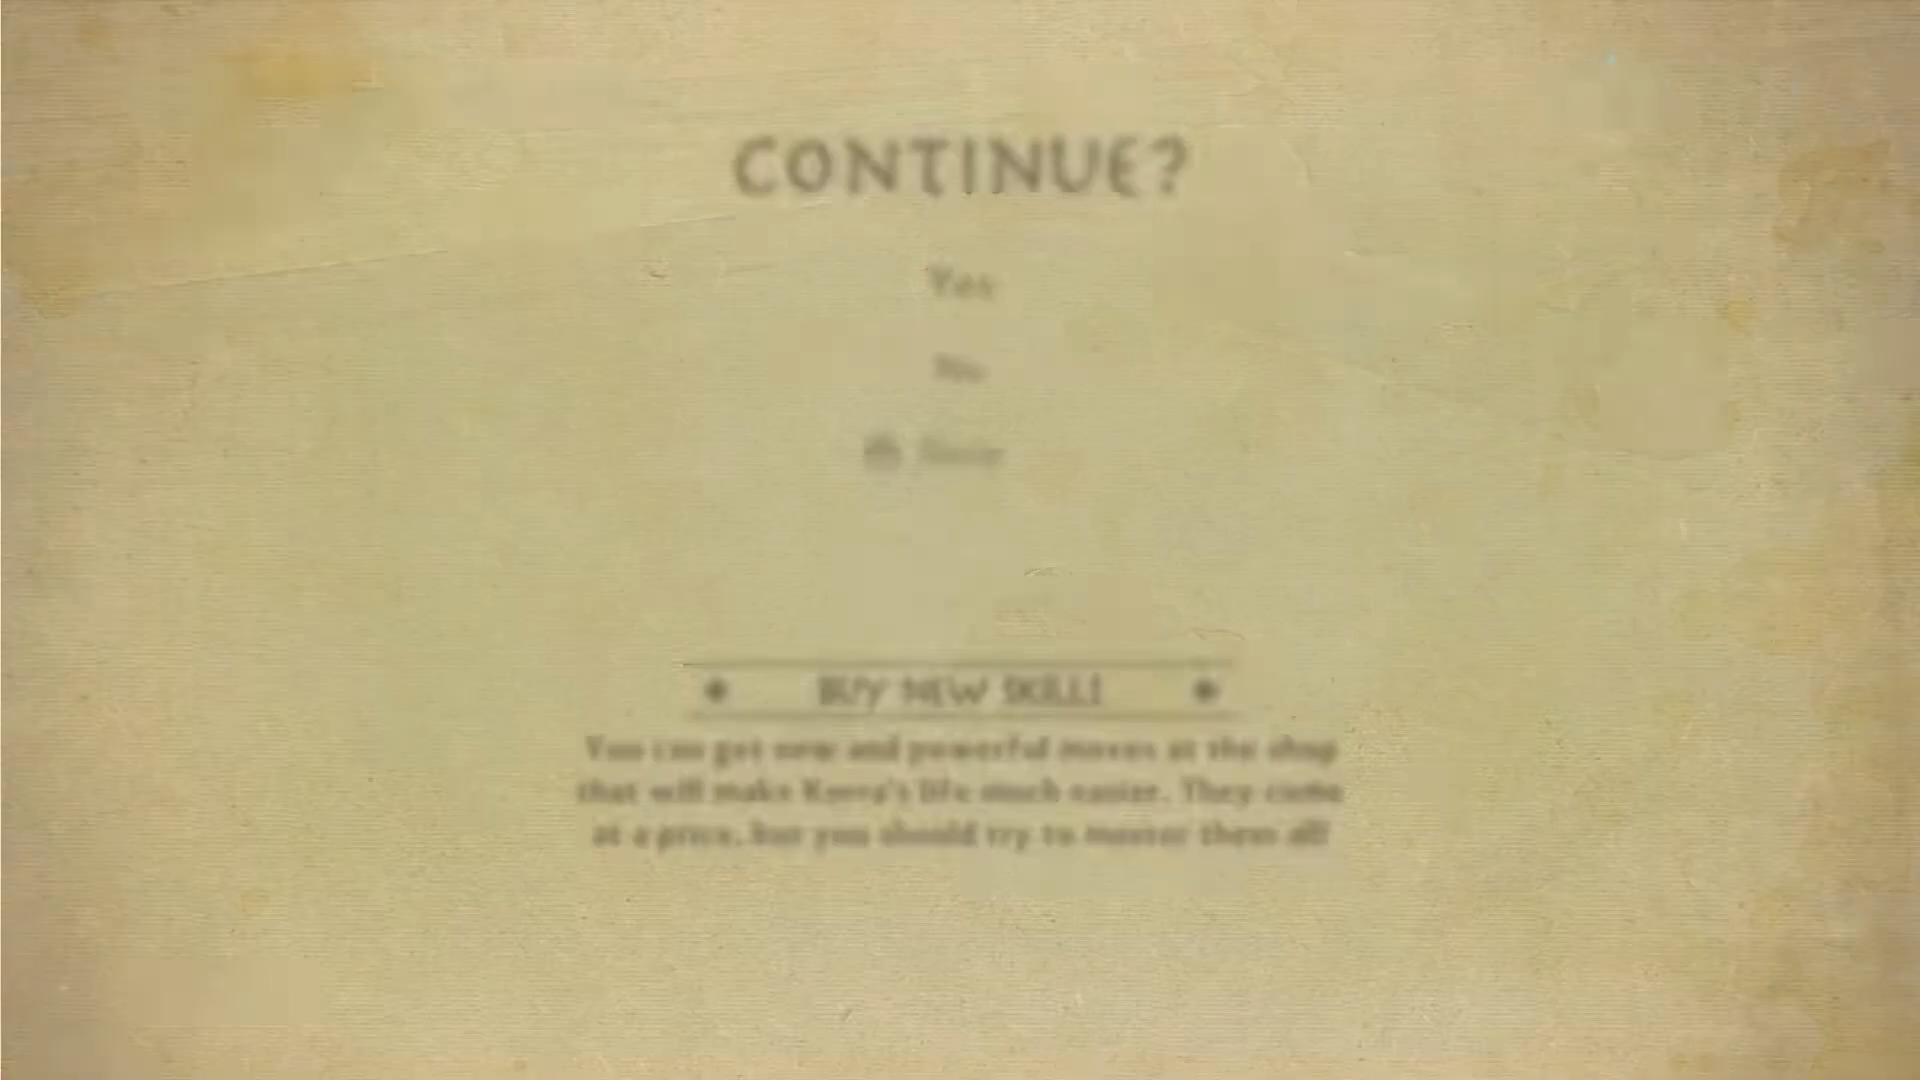 CONTINUE?
Yes
No
BUY NEW SKILLS
You can get new and powerful moves at the shop
that will make Korra's life much easier. They come
at a price, but you should try to master them all